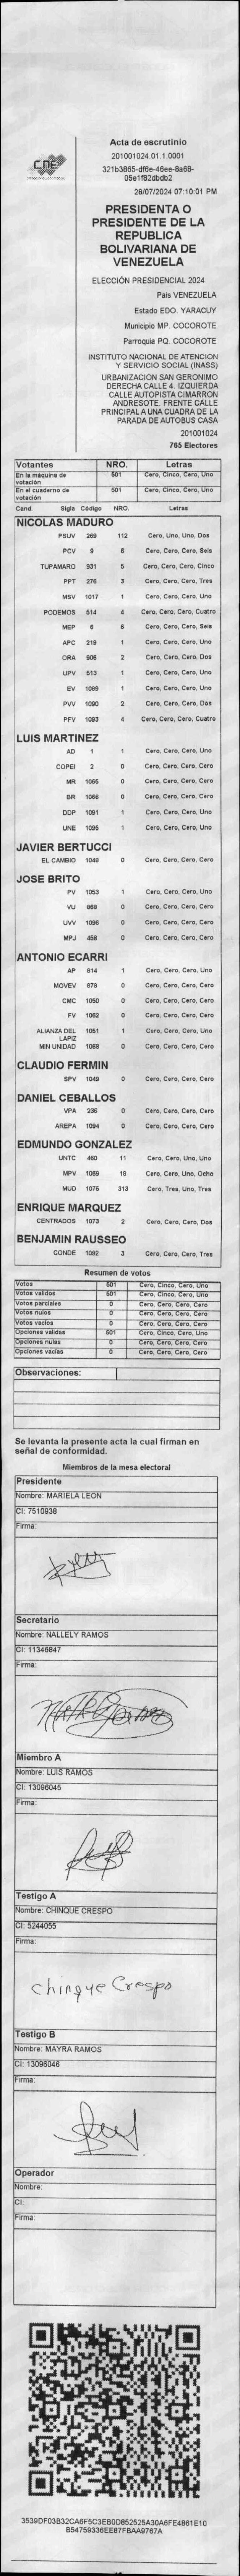 CNE
Acta de escrutinio
201001024.01.1.0001
321b3865-df6e-46ee-8a68-
05e1f82dbdb2
28/07/2024 07:10:01 PM
PRESIDENTA O
PRESIDENTE DE LA
REPUBLICA
BOLIVARIANA DE
VENEZUELA
ELECCIÓN PRESIDENCIAL 2024
Pais VENEZUELA
Estado EDO. YARACUY
Municipio MP. COCOROTE
Parroquia PQ. COCOROTE
INSTITUTO NACIONAL DE ATENCION
Y SERVICIO SOCIAL (INASS)
URBANIZACION SAN GERONIMO
DERECHA CALLE 4. IZQUIERDA
CALLE AUTOPISTA CIMARRON
ANDRESOTE. FRENTE CALLE
PRINCIPAL A UNA CUADRA DE LA
PARADA DE AUTOBUS CASA
201001024
765 Electores
Votantes NRO. Letras
En la máquina de votación 501 Cero, Cinco, Cero, Uno
En el cuaderno de votación 501 Cero, Cinco, Cero, Uno
Cand. Sigla Código NRO. Letras
NICOLAS MADURO
PSUV 269 112 Cero, Uno, Uno, Dos
PCV 9 6 Cero, Cero, Cero, Seis
TUPAMARO 931 5 Cero, Cero, Cero, Cinco
PPT 276 3 Cero, Cero, Cero, Tres
MSV 1017 1 Cero, Cero, Cero, Uno
PODEMOS 514 4 Cero, Cero, Cero, Cuatro
MEP 6 6 Cero, Cero, Cero, Seis
APC 219 1 Cero, Cero, Cero, Uno
ORA 906 2 Cero, Cero, Cero, Dos
UPV 513 1 Cero, Cero, Cero, Uno
EV 1089 1 Cero, Cero, Cero, Uno
PVV 1090 2 Cero, Cero, Cero, Dos
PFV 1093 4 Cero, Cero, Cero, Cuatro
LUIS MARTINEZ
AD 1 1 Cero, Cero, Cero, Uno
COPEI 2 0 Cero, Cero, Cero, Cero
MR 1065 0 Cero, Cero, Cero, Cero
BR 1066 0 Cero, Cero, Cero, Cero
DDP 1091 1 Cero, Cero, Cero, Uno
UNE 1095 1 Cero, Cero, Cero, Uno
JAVIER BERTUCCI
EL CAMBIO 1048 0 Cero, Cero, Cero, Cero
JOSE BRITO
PV 1053 1 Cero, Cero, Cero, Uno
VU 868 0 Cero, Cero, Cero, Cero
UVV 1096 0 Cero, Cero, Cero, Cero
MPJ 458 0 Cero, Cero, Cero, Cero
ANTONIO ECARRI
AP 814 1 Cero, Cero, Cero, Uno
MOVEV 878 0 Cero, Cero, Cero, Cero
CMC 1050 0 Cero, Cero, Cero, Cero
FV 1062 0 Cero, Cero, Cero, Cero
ALIANZA DEL LAPIZ 1051 1 Cero, Cero, Cero, Uno
MIN UNIDAD 1068 0 Cero, Cero, Cero, Cero
CLAUDIO FERMIN
SPV 1049 0 Cero, Cero, Cero, Cero
DANIEL CEBALLOS
VPA 236 0 Cero, Cero, Cero, Cero
AREPA 1094 0 Cero, Cero, Cero, Cero
EDMUNDO GONZALEZ
UNTC 460 11 Cero, Cero, Uno, Uno
MPV 1069 18 Cero, Cero, Uno, Ocho
MUD 1075 313 Cero, Tres, Uno, Tres
ENRIQUE MARQUEZ
CENTRADOS 1073 2 Cero, Cero, Cero, Dos
BENJAMIN RAUSSEO
CONDE 1082 3 Cero, Cero, Cero, Tres
Resumen de votos
Votos 501 Cero, Cinco, Cero, Uno
Votos validos 501 Cero, Cinco, Cero, Uno
Votos parciales 0 Cero, Cero, Cero, Cero
Votos nulos 0 Cero, Cero, Cero, Cero
Votos vacios 0 Cero, Cero, Cero, Cero
Opciones validas 501 Cero, Cinco, Cero, Uno
Opciones nulas 0 Cero, Cero, Cero, Cero
Opciones vacias 0 Cero, Cero, Cero, Cero
Observaciones:
Se levanta la presente acta la cual firman en
señal de conformidad.
Miembros de la mesa electoral
Presidente
Nombre: MARIELA LEON
CI: 7510938
Firma:
Secretario
Nombre: NALLELY RAMOS
CI: 11346847
Firma:
Miembro A
Nombre: LUIS RAMOS
CI: 13096045
Firma:
Testigo A
Nombre: CHINQUE CRESPO
CI: 5244055
Firma:
chinque Crespo
Testigo B
Nombre: MAYRA RAMOS
CI: 13096046
Firma:
Operador
Nombre:
CI:
Firma:
3539DF03B32CA6F5C3EB0D852525A30A6FE4861E10
B54759336EE87FBAA9767A